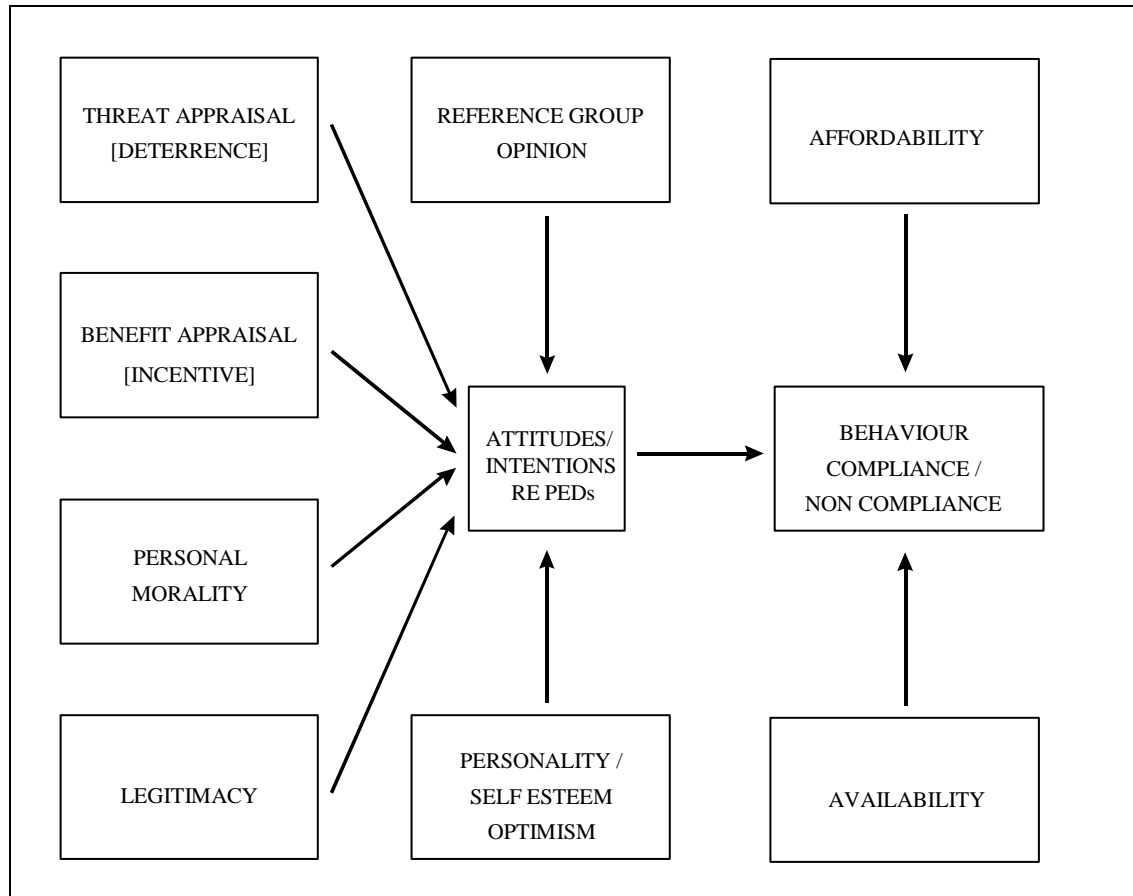 THREAT APPRAISAL
[DETERRENCE]
REFERENCE GROUP
OPINION
AFFORDABILITY
BENEFIT APPRAISAL
[INCENTIVE]
ATTITUDES/
INTENTIONS
RE PEDs
BEHAVIOUR
COMPLIANCE /
NON COMPLIANCE
PERSONAL
MORALITY
LEGITIMACY
PERSONALITY /
SELF ESTEEM
OPTIMISM
AVAILABILITY